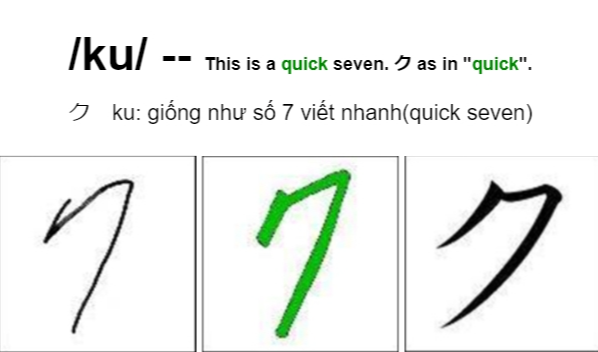 /ku/ -- This is a quick seven. ク as in "quick".
ク ku: giống như số 7 viết nhanh(quick seven)
ク